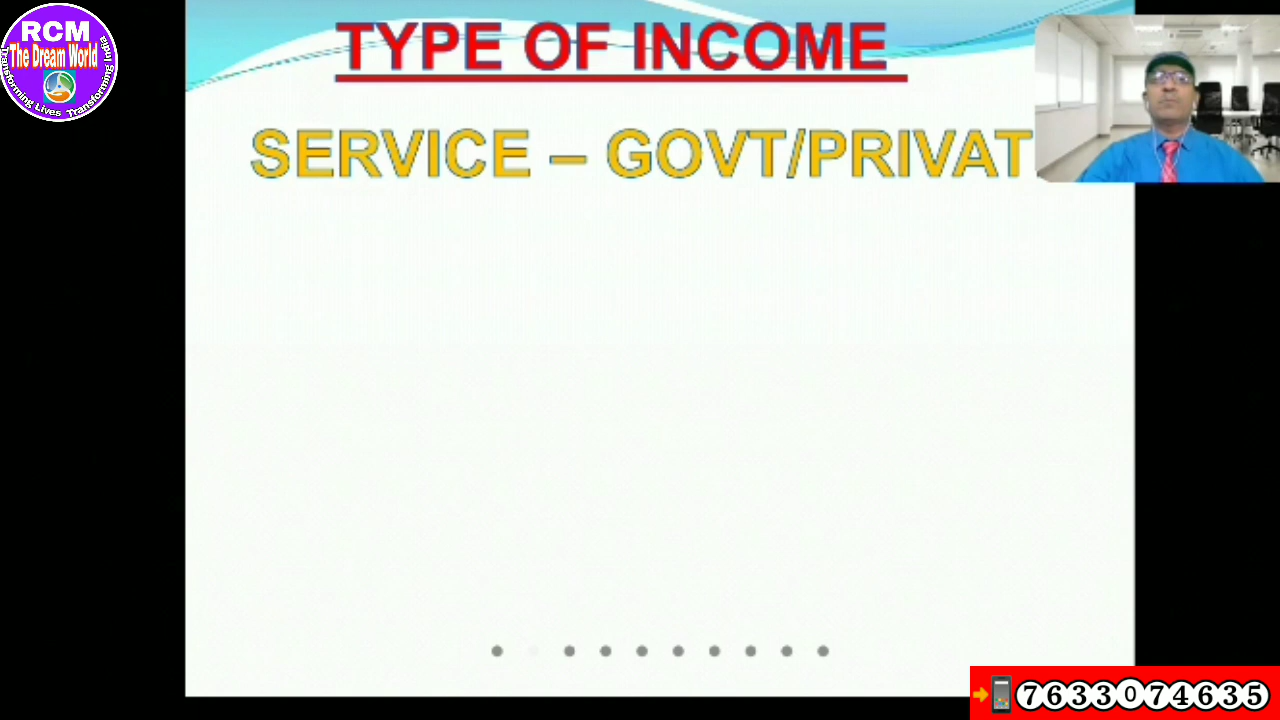 RCM
The Dream World
Transforming Lives Transforming India
TYPE OF INCOME
SERVICE – GOVT/PRIVAT
7633074635